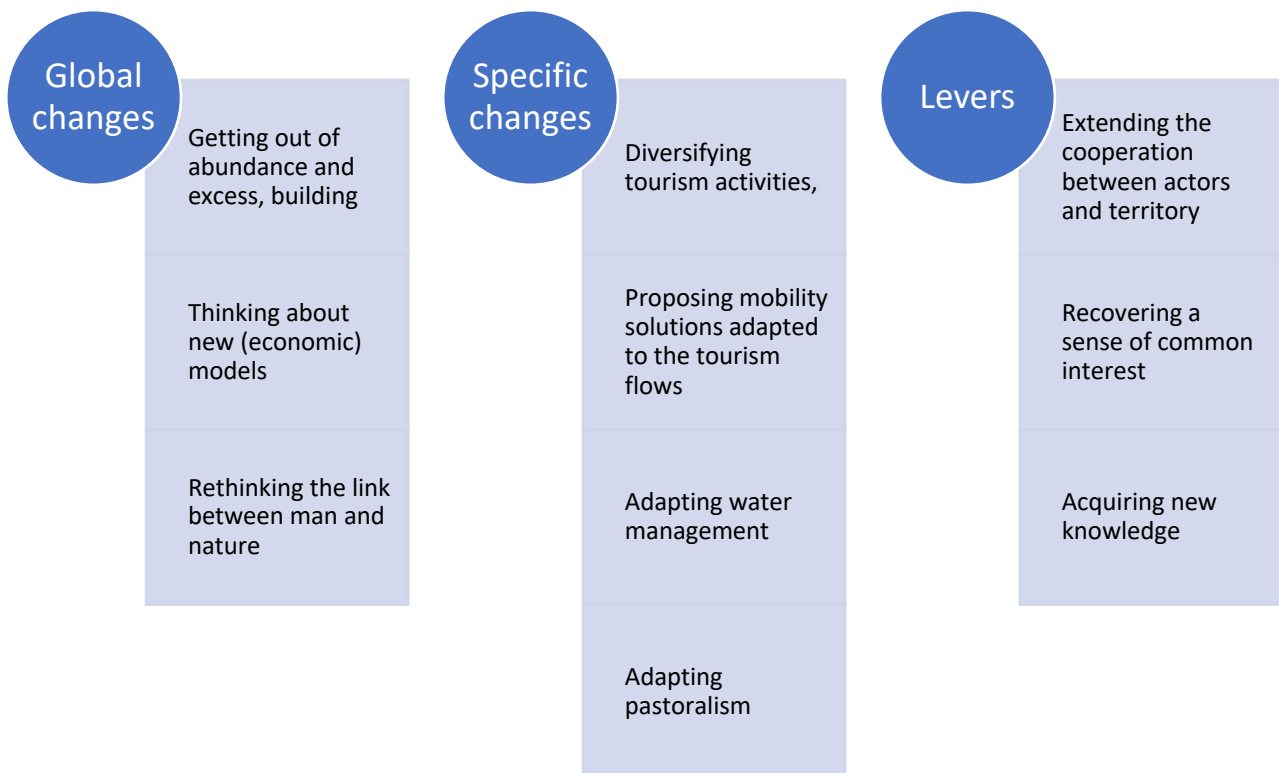 Global
changes
Getting out of
abundance and
excess, building
Thinking about
new (economic)
models
Rethinking the link
between man and
nature
Specific
changes
Diversifying
tourism activities,
Proposing mobility
solutions adapted
to the tourism
flows
Adapting water
management
Adapting
pastoralism
Levers
Extending the
cooperation
between actors
and territory
Recovering a
sense of common
interest
Acquiring new
knowledge